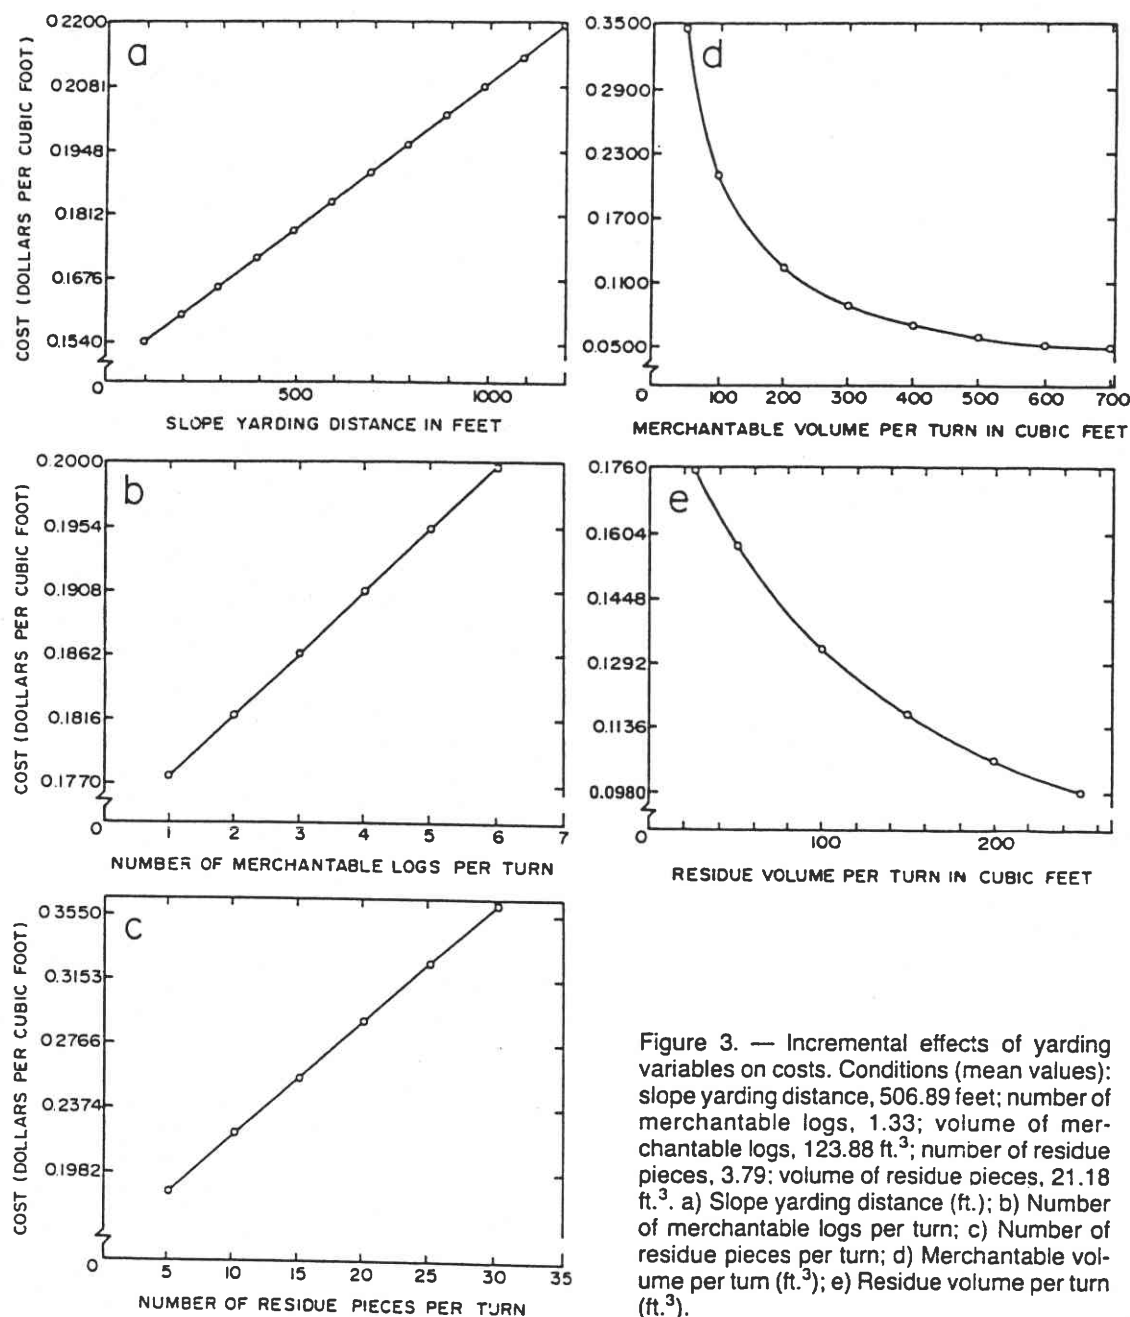 COST (DOLLARS PER CUBIC FOOT)
0.2200
0.2081
0.1948
0.1812
0.1676
0.1540
0
a
500
1000
SLOPE YARDING DISTANCE IN FEET
0.3500
0.2900
0.2300
0.1700
0.1100
0.0500
0
d
100 200 300 400 500 600 700
MERCHANTABLE VOLUME PER TURN IN CUBIC FEET
COST (DOLLARS PER CUBIC FOOT)
0.2000
0.1954
0.1908
0.1862
0.1816
0.1770
0
b
1 2 3 4 5 6 7
NUMBER OF MERCHANTABLE LOGS PER TURN
0.1760
0.1604
0.1448
0.1292
0.1136
0.0980
0
e
100 200
RESIDUE VOLUME PER TURN IN CUBIC FEET
COST (DOLLARS PER CUBIC FOOT)
0.3550
0.3153
0.2766
0.2374
0.1982
0
c
5 10 15 20 25 30 35
NUMBER OF RESIDUE PIECES PER TURN
Figure 3. — Incremental effects of yarding
variables on costs. Conditions (mean values):
slope yarding distance, 506.89 feet; number of
merchantable logs, 1.33; volume of mer-
chantable logs, 123.88 ft.³; number of residue
pieces, 3.79; volume of residue pieces, 21.18
ft.³. a) Slope yarding distance (ft.); b) Number
of merchantable logs per turn; c) Number of
residue pieces per turn; d) Merchantable vol-
ume per turn (ft.³); e) Residue volume per turn
(ft.³).